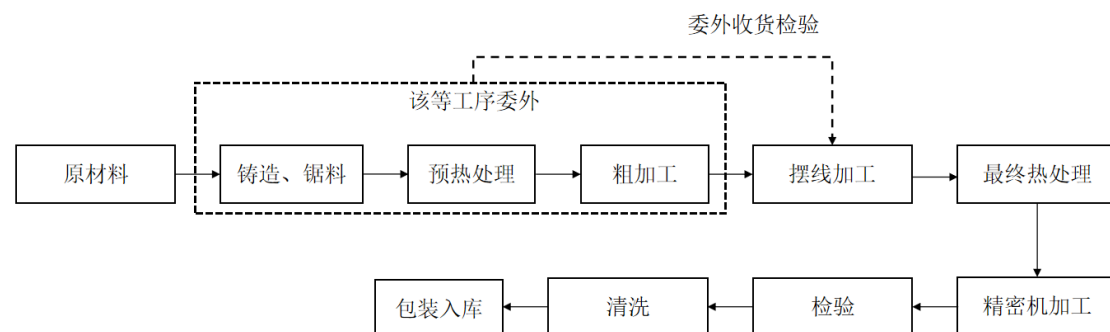 委外收货检验
该等工序委外
原材料
铸造、锯料
预热处理
粗加工
摆线加工
最终热处理
包装入库
清洗
检验
精密机加工